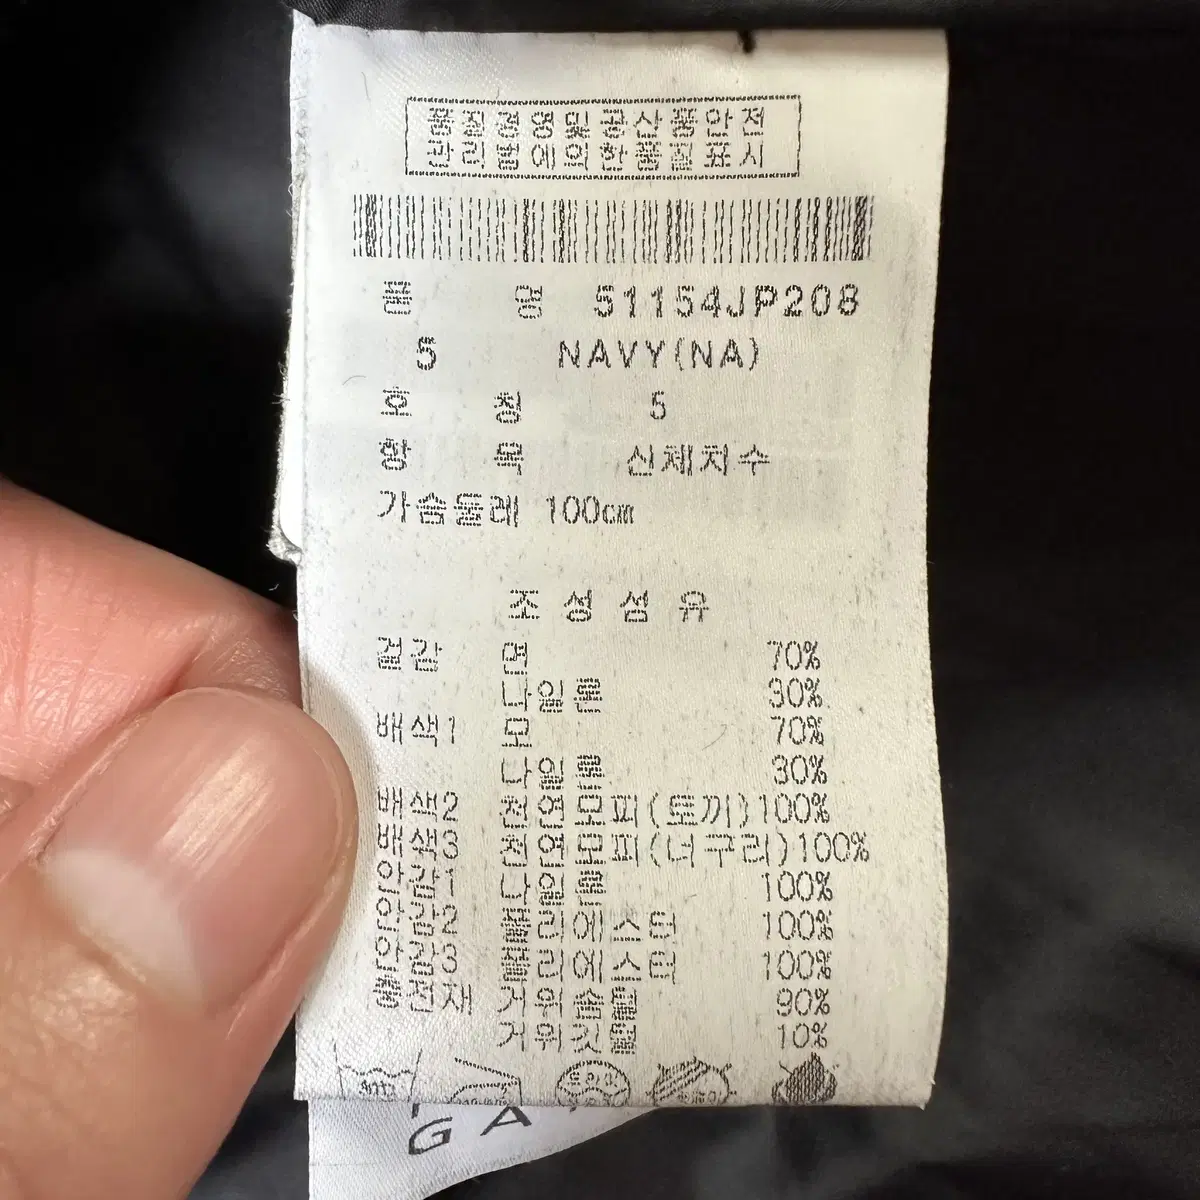 품질경영및공산품안전
관리법에의한품질표시
품 명 51154JP208
5 NAVY(NA)
호 칭 5
항 목 신체치수
가슴둘레 100㎝
조 성 섬 유
겉감 면 70%
나일론 30%
배색1 모 70%
나일론 30%
배색2 천연모피(토끼)100%
배색3 천연모피(너구리)100%
안감1 나일론 100%
안감2 폴리에스터 100%
안감3 폴리에스터 100%
충전재 거위솜털 90%
거위깃털 10%
GA